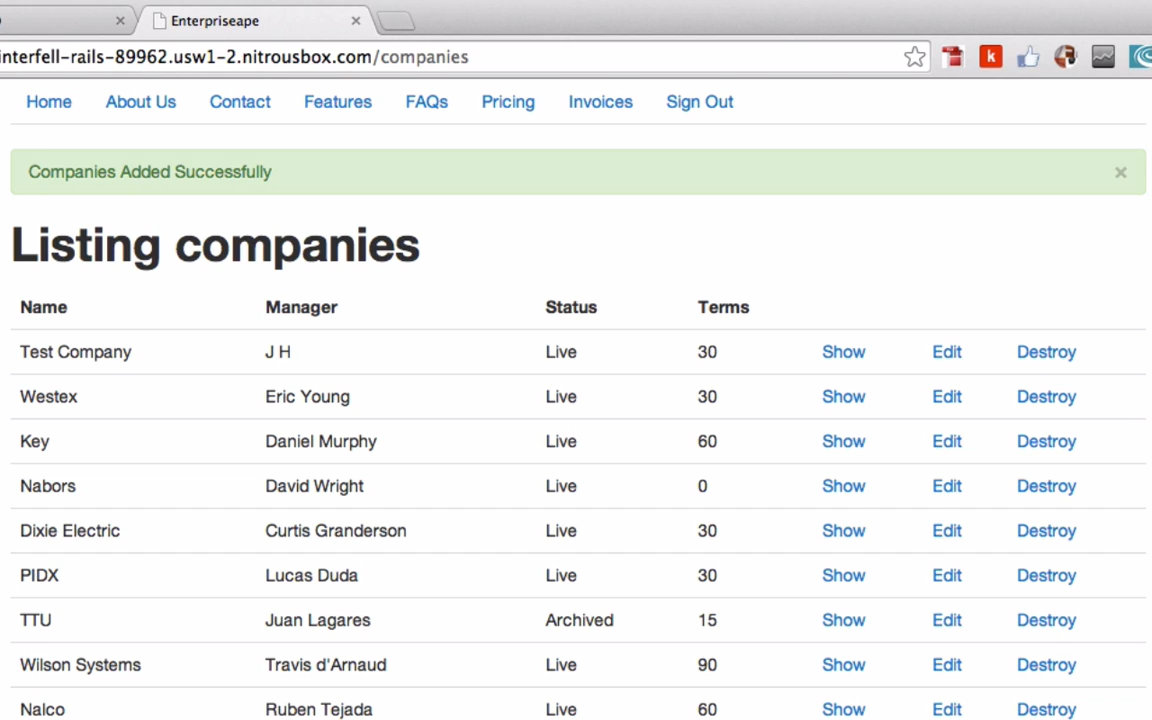 Enterpriseape
interfell-rails-89962.usw1-2.nitrousbox.com/companies
k
Home About Us Contact Features FAQs Pricing Invoices Sign Out
Companies Added Successfully ×
Listing companies
Name Manager Status Terms
Test Company J H Live 30 Show Edit Destroy
Westex Eric Young Live 30 Show Edit Destroy
Key Daniel Murphy Live 60 Show Edit Destroy
Nabors David Wright Live 0 Show Edit Destroy
Dixie Electric Curtis Granderson Live 30 Show Edit Destroy
PIDX Lucas Duda Live 30 Show Edit Destroy
TTU Juan Lagares Archived 15 Show Edit Destroy
Wilson Systems Travis d'Arnaud Live 90 Show Edit Destroy
Nalco Ruben Tejada Live 60 Show Edit Destroy